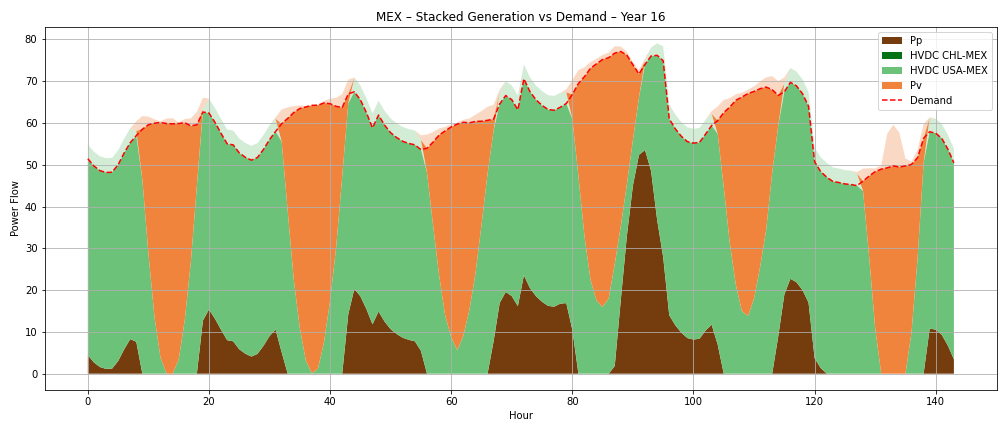 MEX – Stacked Generation vs Demand – Year 16
Power Flow
80
70
60
50
40
30
20
10
0
Pp
HVDC CHL-MEX
HVDC USA-MEX
Pv
Demand
0 20 40 60 80 100 120 140
Hour